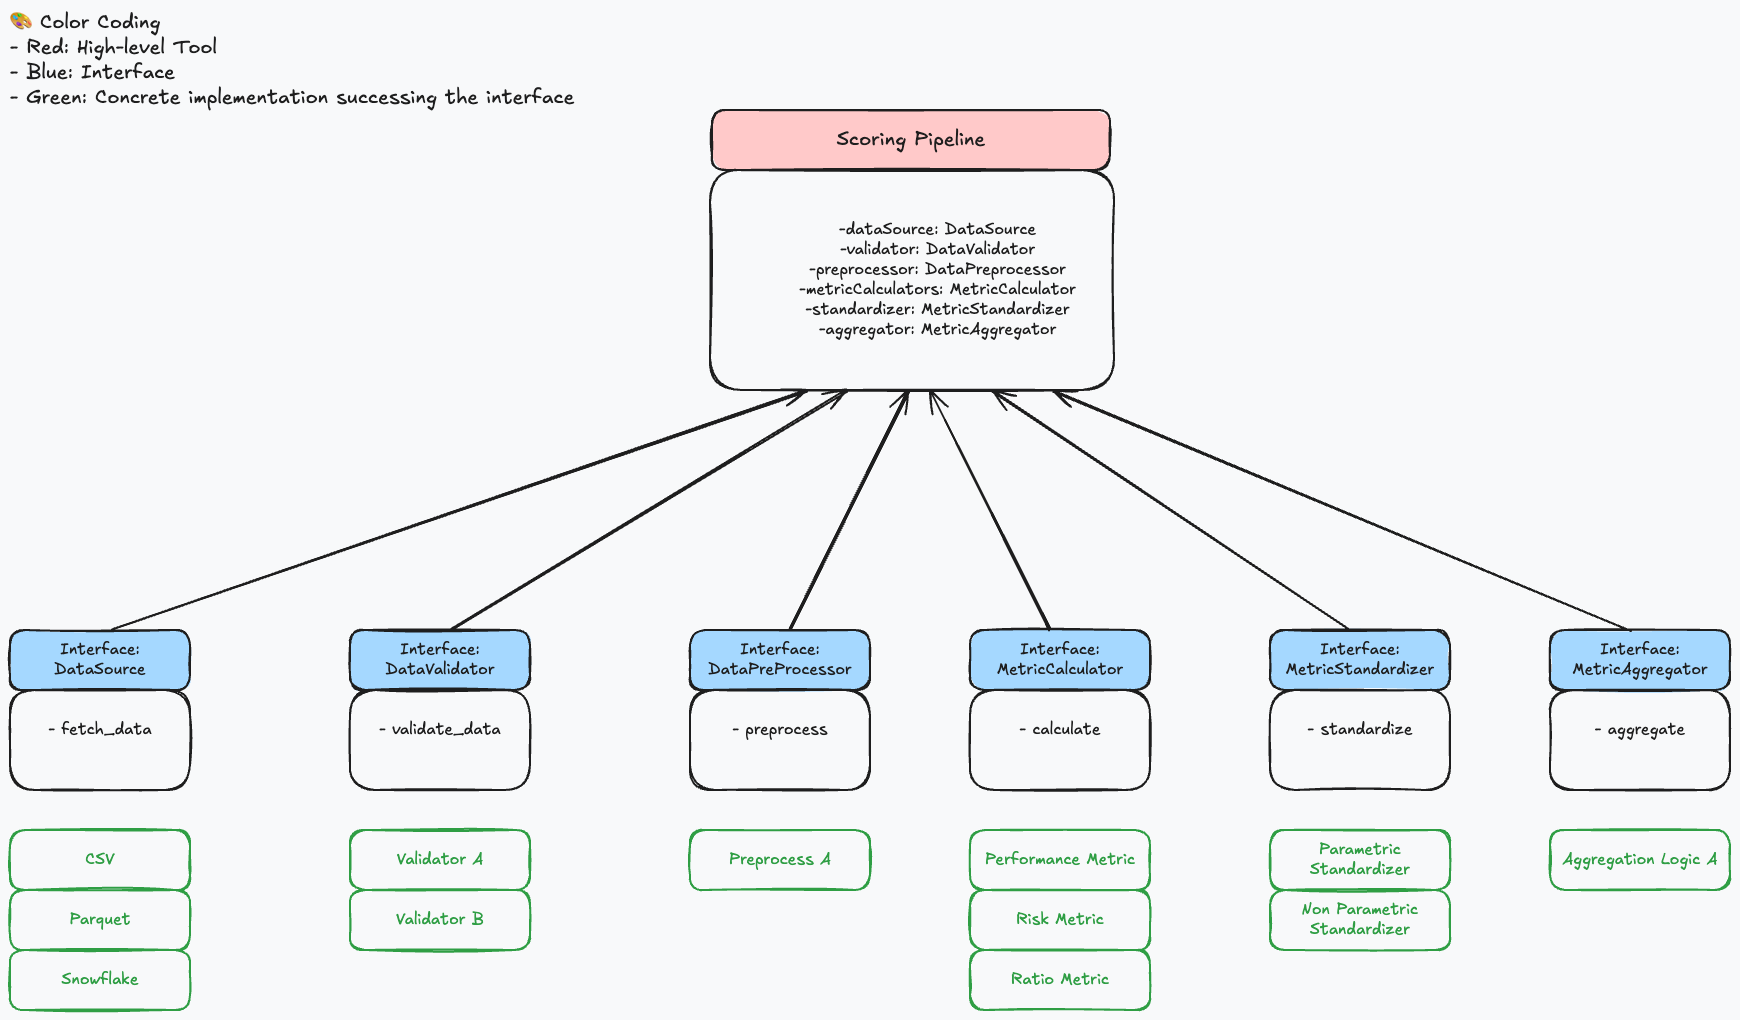 🎨 Color Coding
- Red: High-level Tool
- Blue: Interface
- Green: Concrete implementation successing the interface
Scoring Pipeline
-dataSource: DataSource
-validator: DataValidator
-preprocessor: DataPreprocessor
-metricCalculators: MetricCalculator
-standardizer: MetricStandardizer
-aggregator: MetricAggregator
Interface:
DataSource
- fetch_data
CSV
Parquet
Snowflake
Interface:
DataValidator
- validate_data
Validator A
Validator B
Interface:
DataPreProcessor
- preprocess
Preprocess A
Interface:
MetricCalculator
- calculate
Performance Metric
Risk Metric
Ratio Metric
Interface:
MetricStandardizer
- standardize
Parametric
Standardizer
Non Parametric
Standardizer
Interface:
MetricAggregator
- aggregate
Aggregation Logic A